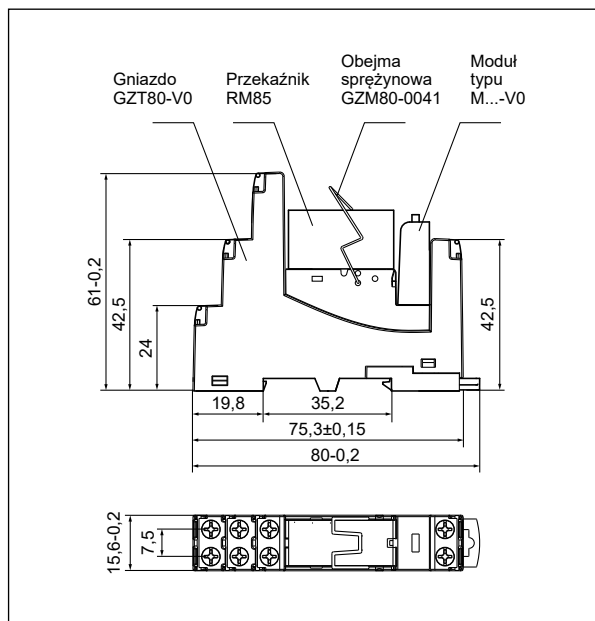 Gniazdo
GZT80-V0
Przekaźnik
RM85
Obejma
sprężynowa
GZM80-0041
Moduł
typu
M...-V0
61-0,2
42,5
24
42,5
19,8
35,2
75,3±0,15
80-0,2
15,6-0,2
7,5